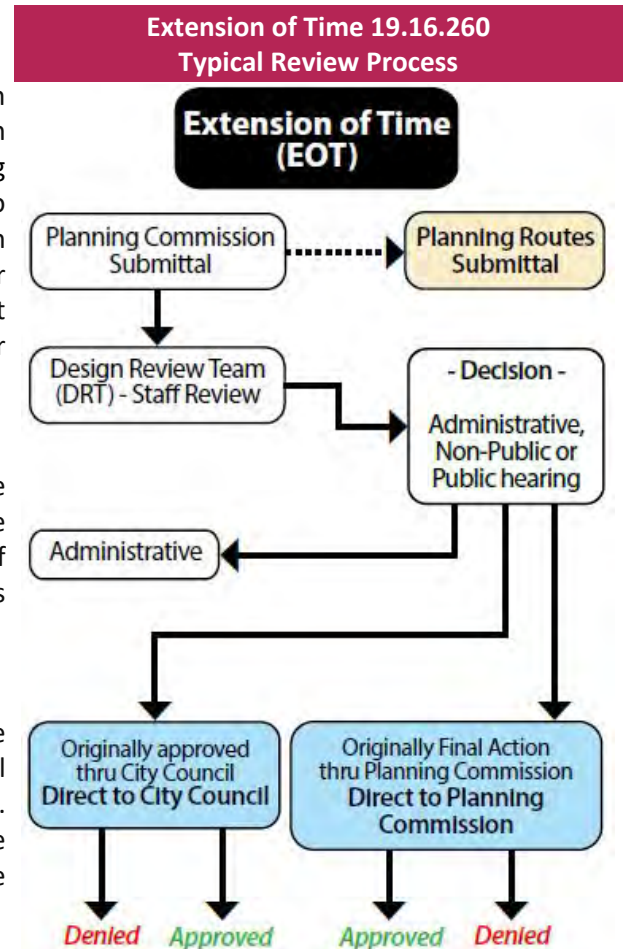 Extension of Time 19.16.260
Typical Review Process
Extension of Time
(EOT)
Planning Commission
Submittal
Planning Routes
Submittal
Design Review Team
(DRT) - Staff Review
- Decision -
Administrative,
Non-Public or
Public hearing
Administrative
Originally approved
thru City Council
Direct to City Council
Originally Final Action
thru Planning Commission
Direct to Planning
Commission
Denied
Approved
Approved
Denied